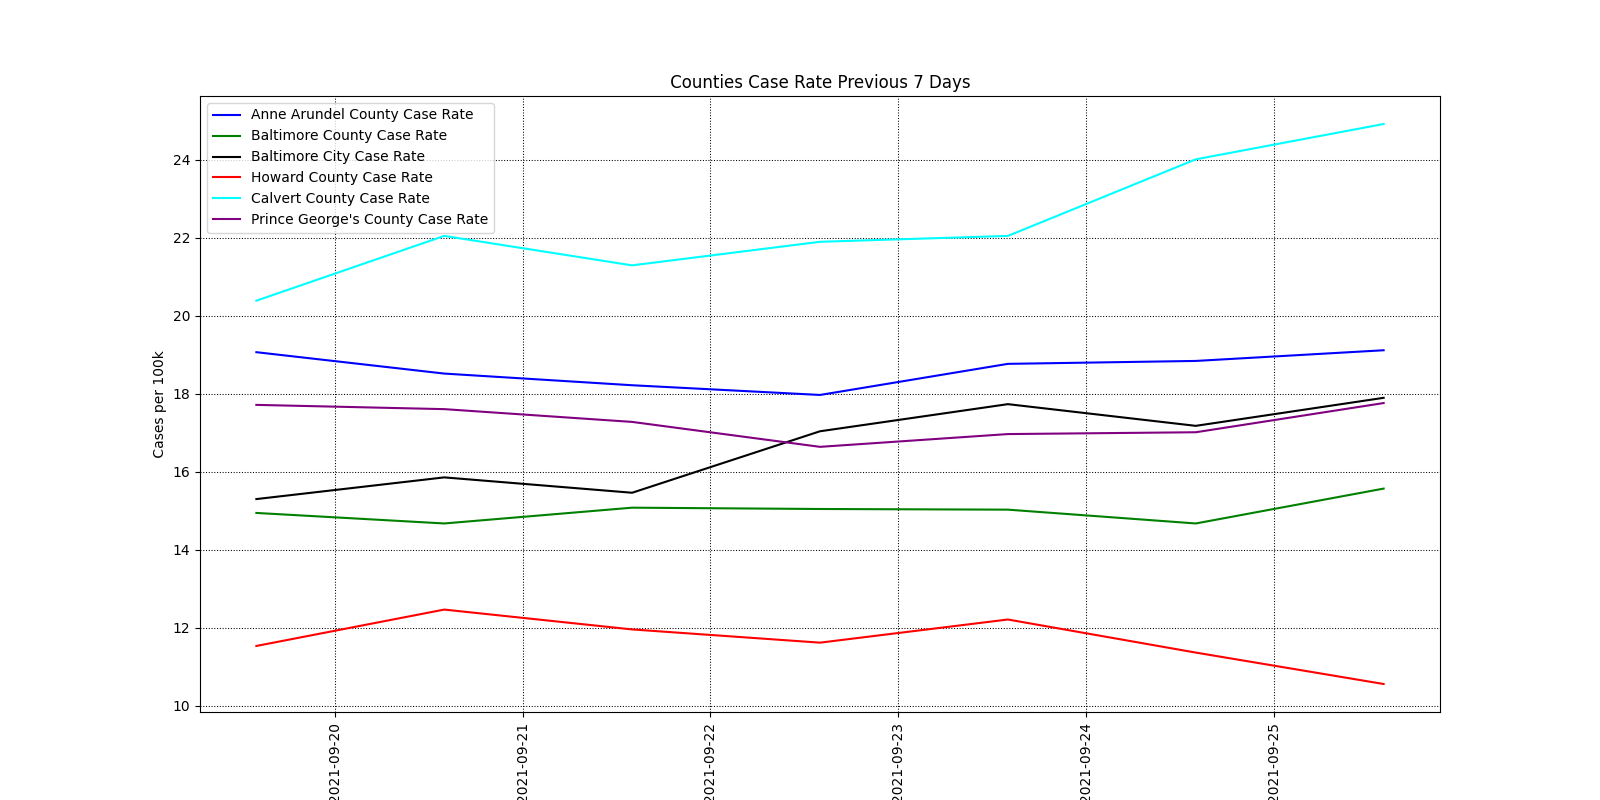 Counties Case Rate Previous 7 Days
Anne Arundel County Case Rate
Baltimore County Case Rate
Baltimore City Case Rate
Howard County Case Rate
Calvert County Case Rate
Prince George's County Case Rate
Cases per 100k
24
22
20
18
16
14
12
10
2021-09-20
2021-09-21
2021-09-22
2021-09-23
2021-09-24
2021-09-25